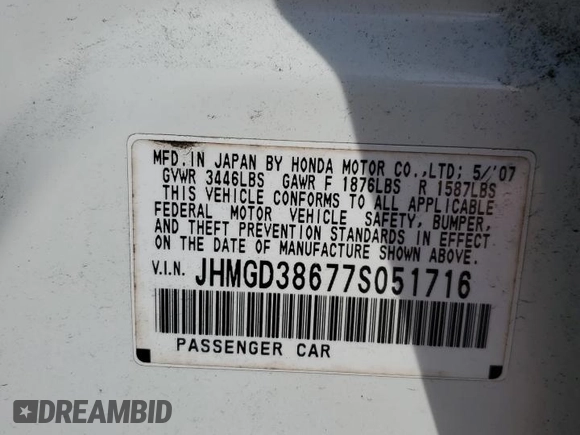 MFD. IN JAPAN BY HONDA MOTOR CO., LTD; 5/'07
GVWR 3446LBS GAWR F 1876LBS R 1587LBS
THIS VEHICLE CONFORMS TO ALL APPLICABLE
FEDERAL MOTOR VEHICLE SAFETY, BUMPER,
AND THEFT PREVENTION STANDARDS IN EFFECT
ON THE DATE OF MANUFACTURE SHOWN ABOVE.
V.I.N. JHMGD38677S051716
PASSENGER CAR
DREAMBID